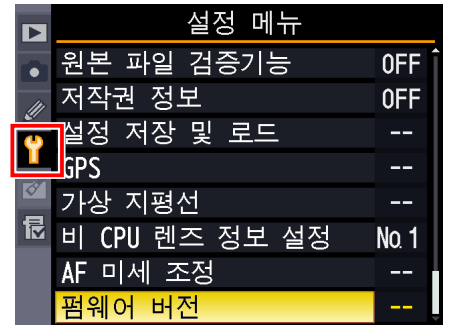 설정 메뉴
원본 파일 검증기능 OFF
저작권 정보 OFF
설정 저장 및 로드 --
GPS --
가상 지평선 --
비 CPU 렌즈 정보 설정 No.1
AF 미세 조정 --
펌웨어 버전 --